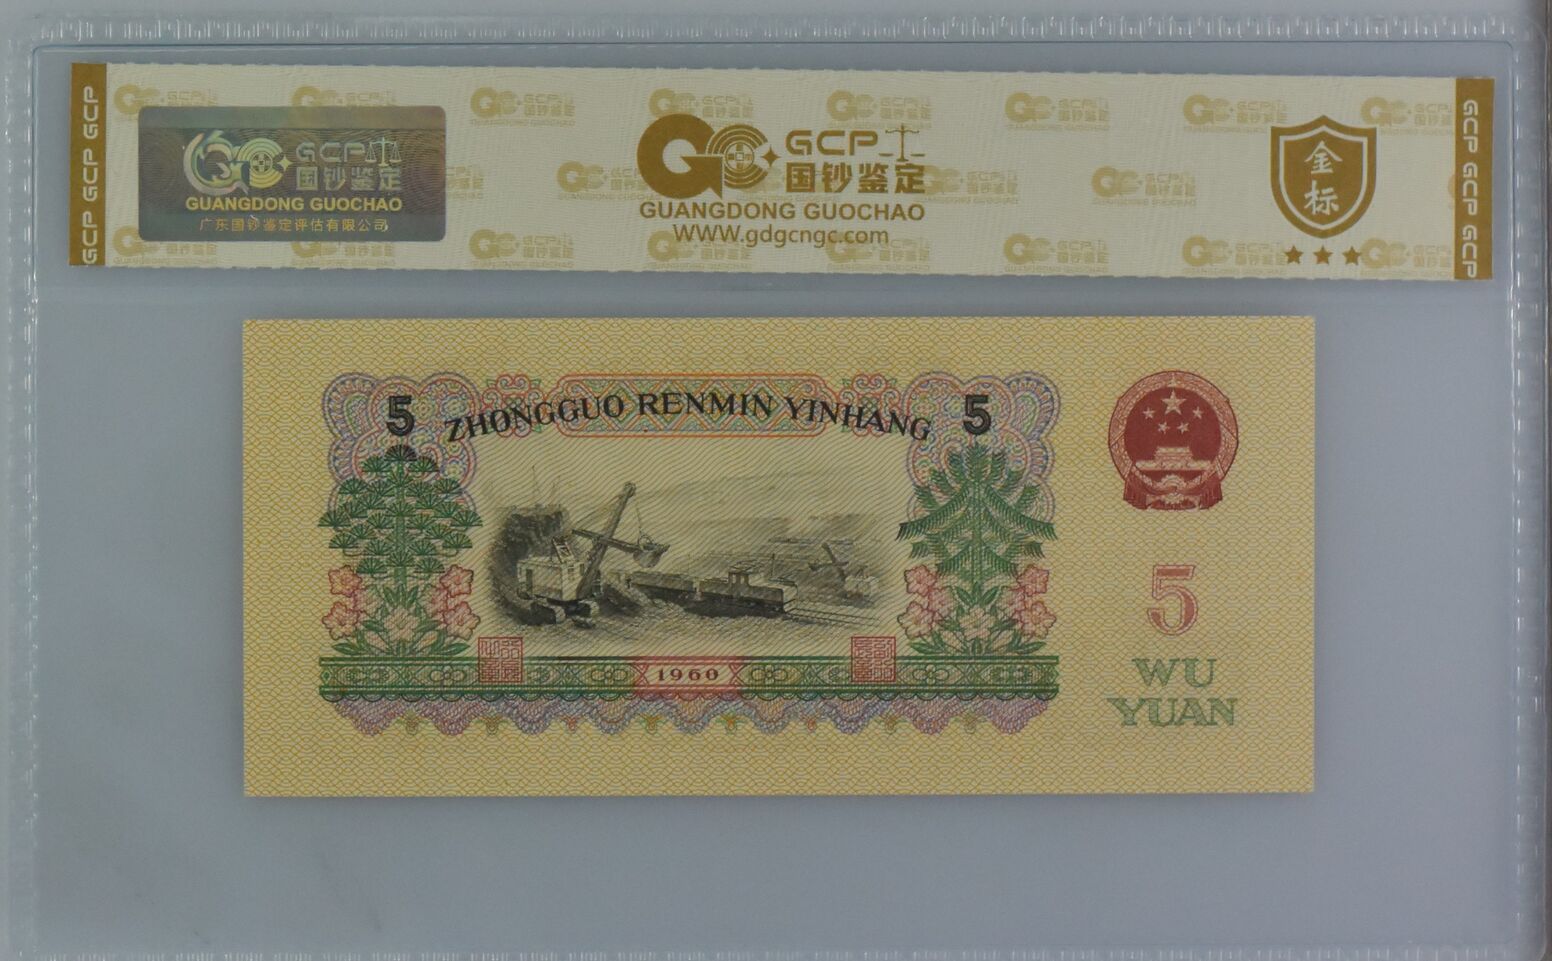 GCP GCP GCP
GCP
国钞鉴定
GUANGDONG GUOCHAO
广东国钞鉴定评估有限公司
GCP
国钞鉴定
GUANGDONG GUOCHAO
WWW.gdgcngc.com
金标
GCP GCP GCP
5 ZHONGGUO RENMIN YINHANG 5
1960
5
WU
YUAN